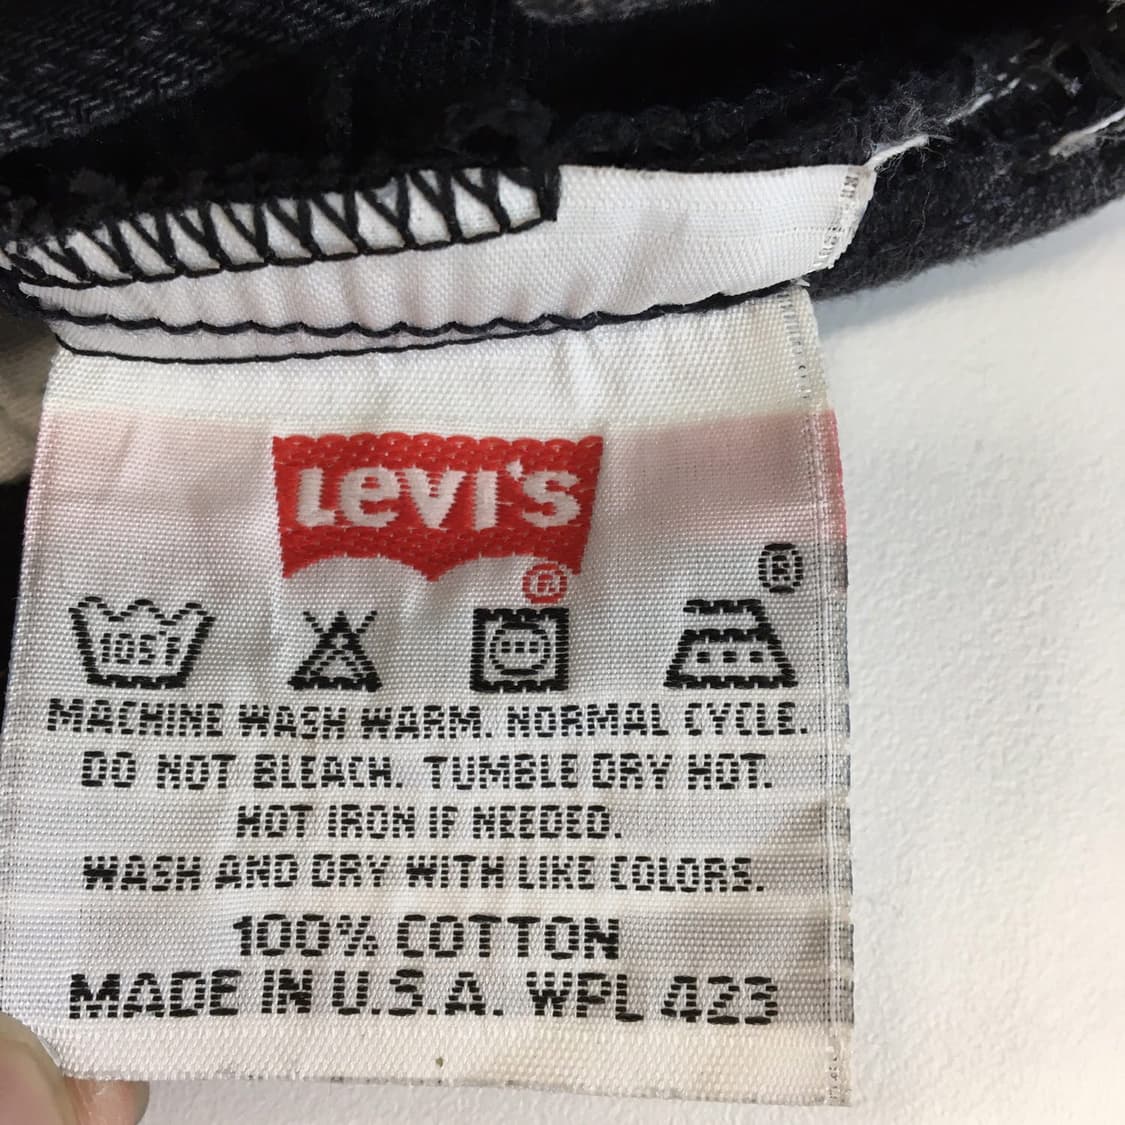 LEVI'S
®
®
105°F
MACHINE WASH WARM. NORMAL CYCLE.
DO NOT BLEACH. TUMBLE DRY HOT.
HOT IRON IF NEEDED.
WASH AND DRY WITH LIKE COLORS.
100% COTTON
MADE IN U.S.A. WPL 423